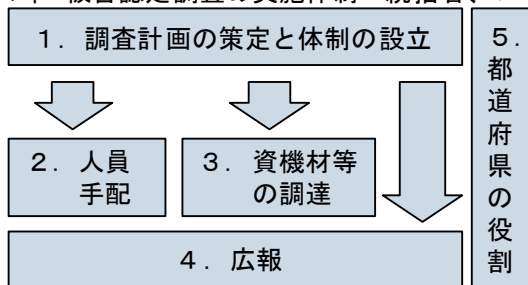 1. 調査計画の策定と体制の設立
2. 人員
手配
3. 資機材等
の調達
4. 広報
5.
都
道
府
県
の
役
割